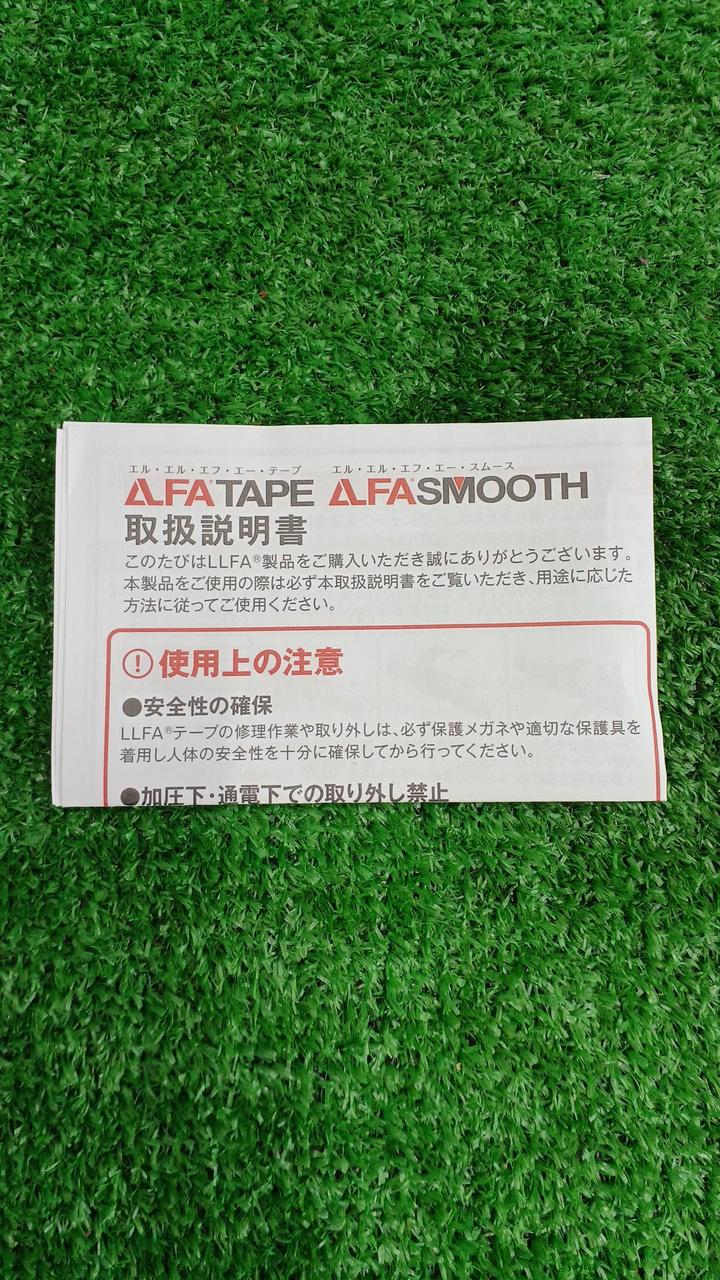 エル・エル・エフ・エー・テープ エル・エル・エフ・エー・スムース
LLFA®TAPE LLFA®SMOOTH
取扱説明書
このたびはLLFA®製品をご購入いただき誠にありがとうございます。
本製品をご使用の際は必ず本取扱説明書をご覧いただき、用途に応じた
方法に従ってご使用ください。
! 使用上の注意
●安全性の確保
LLFA®テープの修理作業や取り外しは、必ず保護メガネや適切な保護具を
着用し人体の安全性を十分に確保してから行ってください。
●加圧下・通電下での取り外し禁止